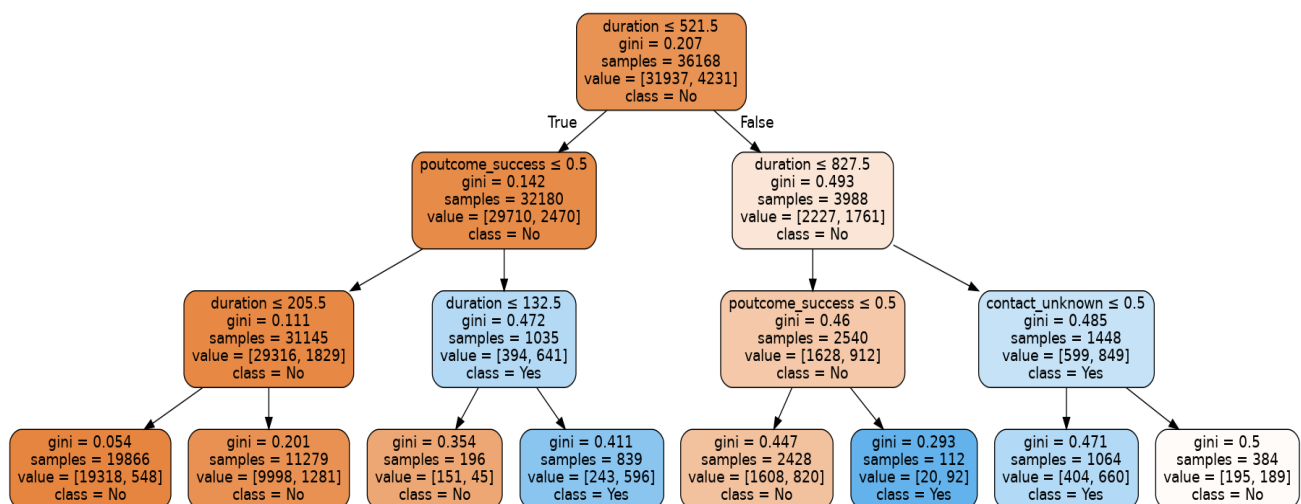 duration ≤ 521.5
gini = 0.207
samples = 36168
value = [31937, 4231]
class = No
True
False
poutcome_success ≤ 0.5
gini = 0.142
samples = 32180
value = [29710, 2470]
class = No
duration ≤ 827.5
gini = 0.493
samples = 3988
value = [2227, 1761]
class = No
duration ≤ 205.5
gini = 0.111
samples = 31145
value = [29316, 1829]
class = No
duration ≤ 132.5
gini = 0.472
samples = 1035
value = [394, 641]
class = Yes
poutcome_success ≤ 0.5
gini = 0.46
samples = 2540
value = [1628, 912]
class = No
contact_unknown ≤ 0.5
gini = 0.485
samples = 1448
value = [599, 849]
class = Yes
gini = 0.054
samples = 19866
value = [19318, 548]
class = No
gini = 0.201
samples = 11279
value = [9998, 1281]
class = No
gini = 0.354
samples = 196
value = [151, 45]
class = No
gini = 0.411
samples = 839
value = [243, 596]
class = Yes
gini = 0.447
samples = 2428
value = [1608, 820]
class = No
gini = 0.293
samples = 112
value = [20, 92]
class = Yes
gini = 0.471
samples = 1064
value = [404, 660]
class = Yes
gini = 0.5
samples = 384
value = [195, 189]
class = No